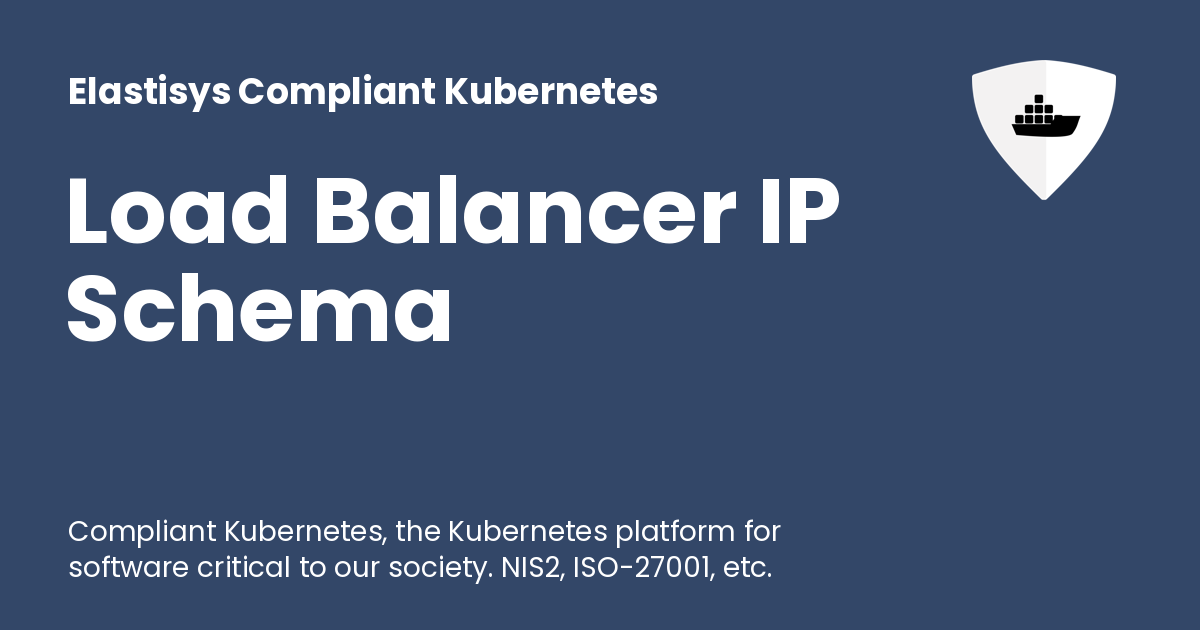 Elastisys Compliant Kubernetes
Load Balancer IP
Schema
Compliant Kubernetes, the Kubernetes platform for
software critical to our society. NIS2, ISO-27001, etc.